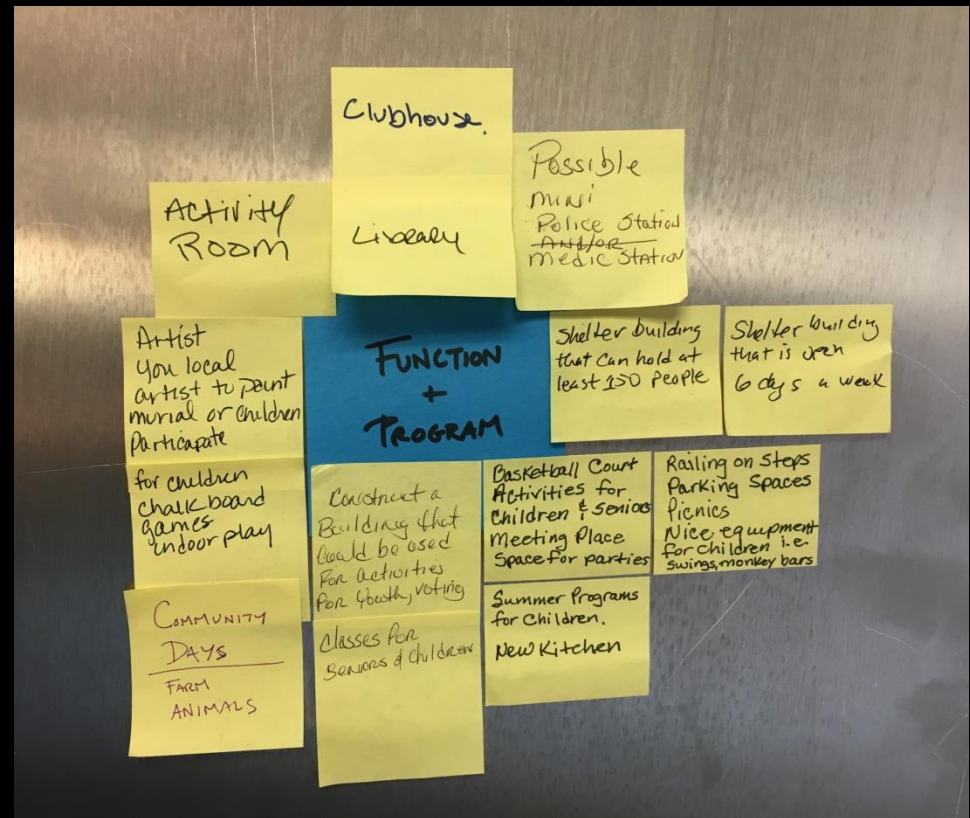 Clubhouse.
Library
Possible
mini
Police Station
AND/OR
medic Station
Activity
Room
Function
+
Program
Artist
You local
artist to paint
murial or children
Particapate
for children
chalk board
games
indoor play
Community
Days
Farm
Animals
Shelter building
that can hold at
least 150 People
Shelter building
that is open
6 days a week
Construct a
Building that
could be used
For activities
For Youth, voting
Classes For
Seniors & Children
Basketball Court
Activities for
Children & Seniors
Meeting Place
Space for parties
Summer Programs
for Children.
New Kitchen
Railing on Steps
Parking Spaces
Picnics
Nice equipment
for children i.e
swings, monkey bars